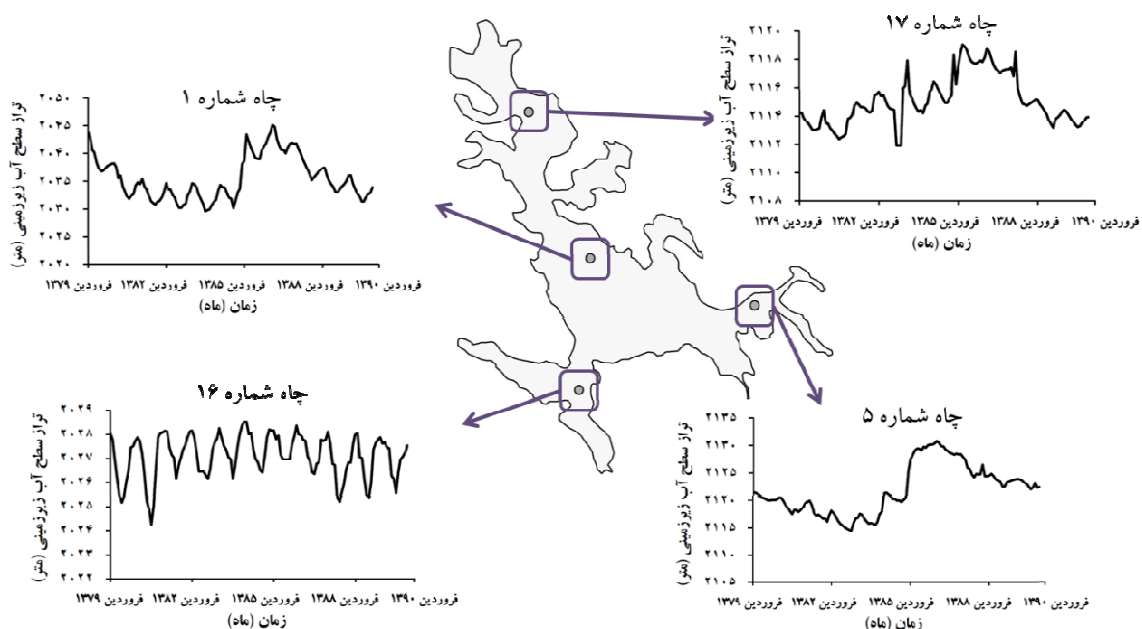 چاه شماره ۱۷
تراز سطح آب زیرزمینی (متر)
۲۱۲۰
۲۱۱۸
۲۱۱۶
۲۱۱۴
۲۱۱۲
۲۱۱۰
۲۱۰۸
فروردین ۱۳۷۹
فروردین ۱۳۸۲
فروردین ۱۳۸۵
فروردین ۱۳۸۸
فروردین ۱۳۹۰
زمان (ماه)
چاه شماره ۱
تراز سطح آب زیرزمینی (متر)
۲۰۵۰
۲۰۴۵
۲۰۴۰
۲۰۳۵
۲۰۳۰
۲۰۲۵
۲۰۲۰
فروردین ۱۳۷۹
فروردین ۱۳۸۲
فروردین ۱۳۸۵
فروردین ۱۳۸۸
فروردین ۱۳۹۰
زمان (ماه)
چاه شماره ۱۶
تراز سطح آب زیرزمینی (متر)
۲۰۲۹
۲۰۲۸
۲۰۲۷
۲۰۲۶
۲۰۲۵
۲۰۲۴
۲۰۲۳
۲۰۲۲
فروردین ۱۳۷۹
فروردین ۱۳۸۲
فروردین ۱۳۸۵
فروردین ۱۳۸۸
فروردین ۱۳۹۰
زمان (ماه)
چاه شماره ۵
تراز سطح آب زیرزمینی (متر)
۲۱۳۵
۲۱۳۰
۲۱۲۵
۲۱۲۰
۲۱۱۵
۲۱۱۰
۲۱۰۵
فروردین ۱۳۷۹
فروردین ۱۳۸۲
فروردین ۱۳۸۵
فروردین ۱۳۸۸
فروردین ۱۳۹۰
زمان (ماه)